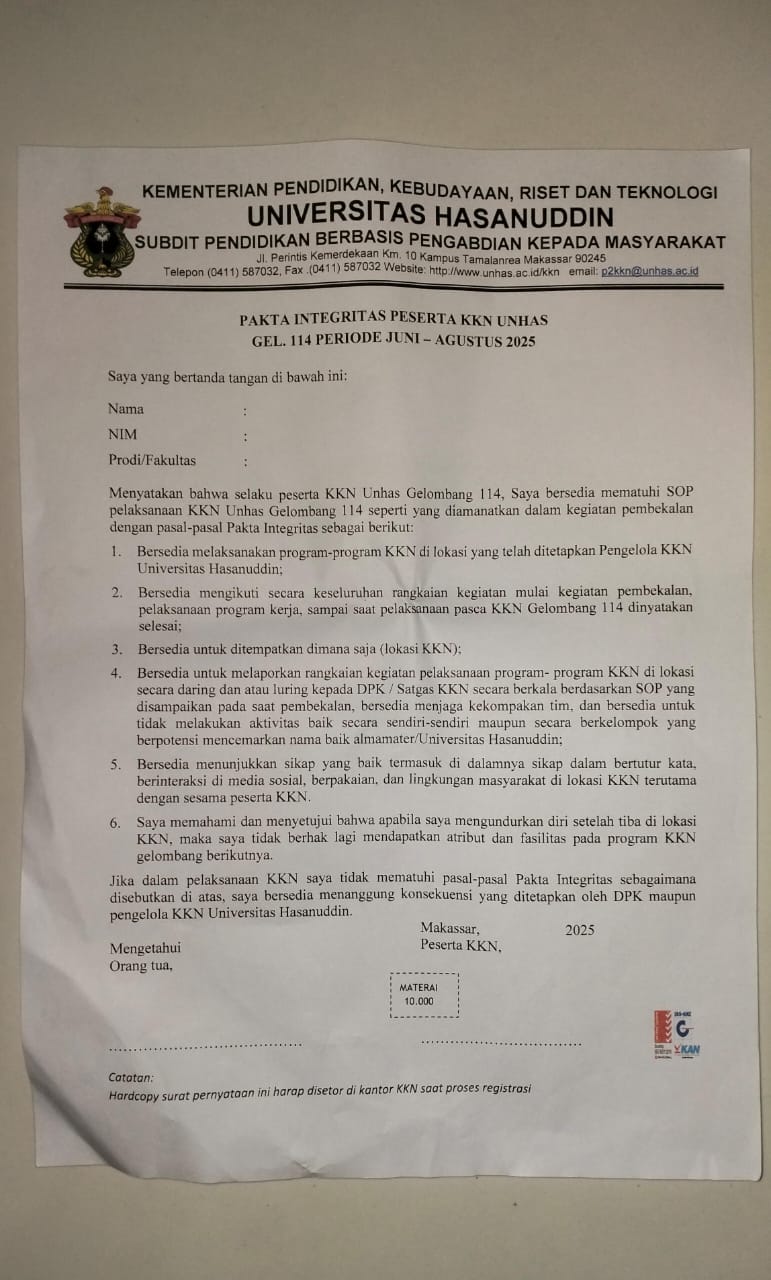 KEMENTERIAN PENDIDIKAN, KEBUDAYAAN, RISET DAN TEKNOLOGI
UNIVERSITAS HASANUDDIN
SUBDIT PENDIDIKAN BERBASIS PENGABDIAN KEPADA MASYARAKAT
Jl. Perintis Kemerdekaan Km. 10 Kampus Tamalanrea Makassar 90245
Telepon (0411) 587032, Fax .(0411) 587032 Website: http://www.unhas.ac.id/kkn email: p2kkn@unhas.ac.id
PAKTA INTEGRITAS PESERTA KKN UNHAS
GEL. 114 PERIODE JUNI – AGUSTUS 2025
Saya yang bertanda tangan di bawah ini:
Nama :
NIM :
Prodi/Fakultas :
Menyatakan bahwa selaku peserta KKN Unhas Gelombang 114, Saya bersedia mematuhi SOP
pelaksanaan KKN Unhas Gelombang 114 seperti yang diamanatkan dalam kegiatan pembekalan
dengan pasal-pasal Pakta Integritas sebagai berikut:
1. Bersedia melaksanakan program-program KKN di lokasi yang telah ditetapkan Pengelola KKN
Universitas Hasanuddin;
2. Bersedia mengikuti secara keseluruhan rangkaian kegiatan mulai kegiatan pembekalan,
pelaksanaan program kerja, sampai saat pelaksanaan pasca KKN Gelombang 114 dinyatakan
selesai;
3. Bersedia untuk ditempatkan dimana saja (lokasi KKN);
4. Bersedia untuk melaporkan rangkaian kegiatan pelaksanaan program- program KKN di lokasi
secara daring dan atau luring kepada DPK / Satgas KKN secara berkala berdasarkan SOP yang
disampaikan pada saat pembekalan, bersedia menjaga kekompakan tim, dan bersedia untuk
tidak melakukan aktivitas baik secara sendiri-sendiri maupun secara berkelompok yang
berpotensi mencemarkan nama baik almamater/Universitas Hasanuddin;
5. Bersedia menunjukkan sikap yang baik termasuk di dalamnya sikap dalam bertutur kata,
berinteraksi di media sosial, berpakaian, dan lingkungan masyarakat di lokasi KKN terutama
dengan sesama peserta KKN.
6. Saya memahami dan menyetujui bahwa apabila saya mengundurkan diri setelah tiba di lokasi
KKN, maka saya tidak berhak lagi mendapatkan atribut dan fasilitas pada program KKN
gelombang berikutnya.
Jika dalam pelaksanaan KKN saya tidak mematuhi pasal-pasal Pakta Integritas sebagaimana
disebutkan di atas, saya bersedia menanggung konsekuensi yang ditetapkan oleh DPK maupun
pengelola KKN Universitas Hasanuddin.
Makassar, 2025
Mengetahui Peserta KKN,
Orang tua,
MATERAI
10.000
Catatan:
Hardcopy surat pernyataan ini harap disetor di kantor KKN saat proses registrasi
KAN